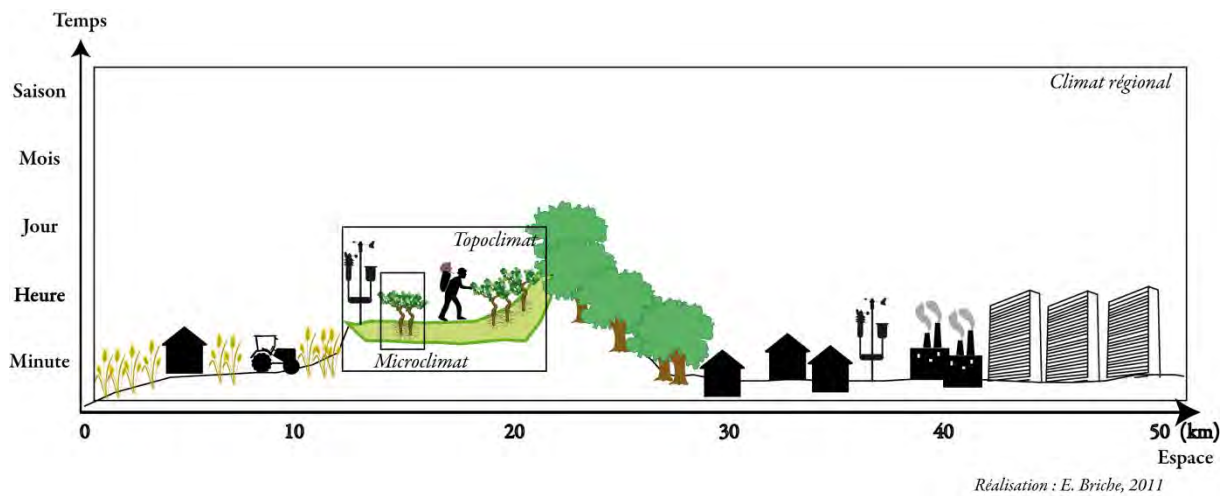 Temps
Climat régional
Saison
Mois
Jour
Topoclimat
Heure
Minute
Microclimat
0 10 20 30 40 50 (km)
Espace
Réalisation : E. Briche, 2011